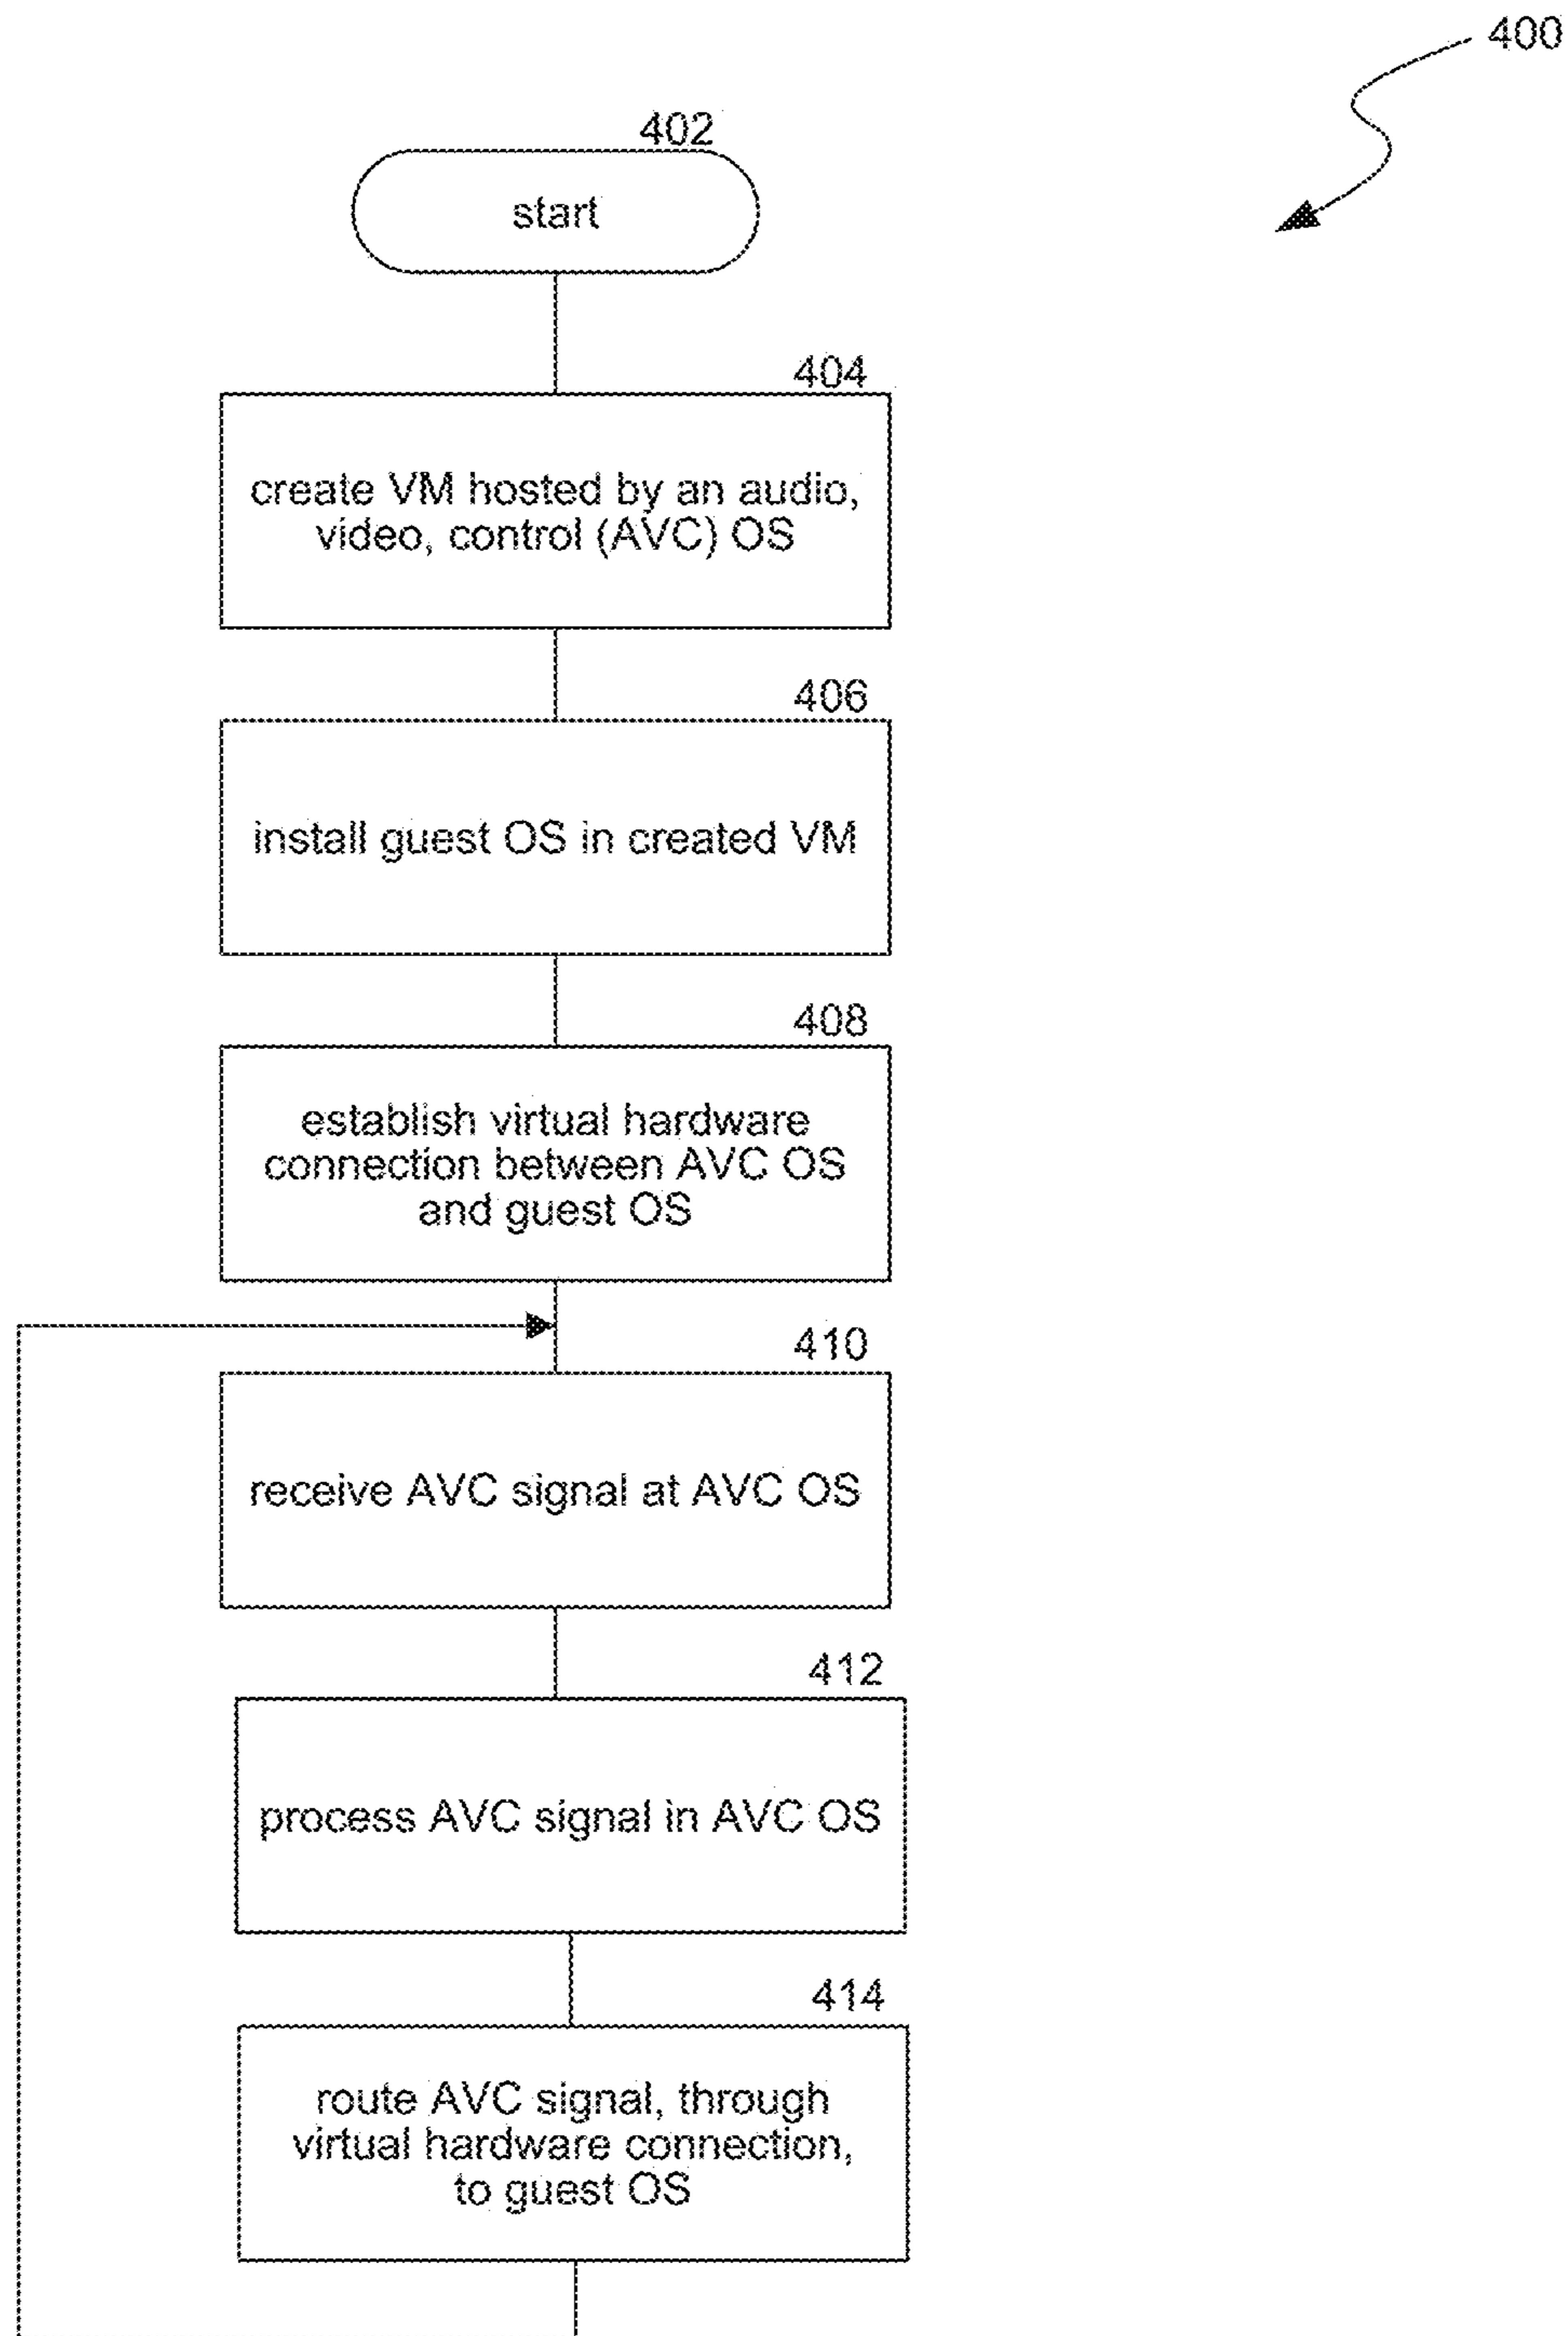 400
402
start
404
create VM hosted by an audio,
video, control (AVC) OS
406
install guest OS in created VM
408
establish virtual hardware
connection between AVC OS
and guest OS
410
receive AVC signal at AVC OS
412
process AVC signal in AVC OS
414
route AVC signal, through
virtual hardware connection,
to guest OS